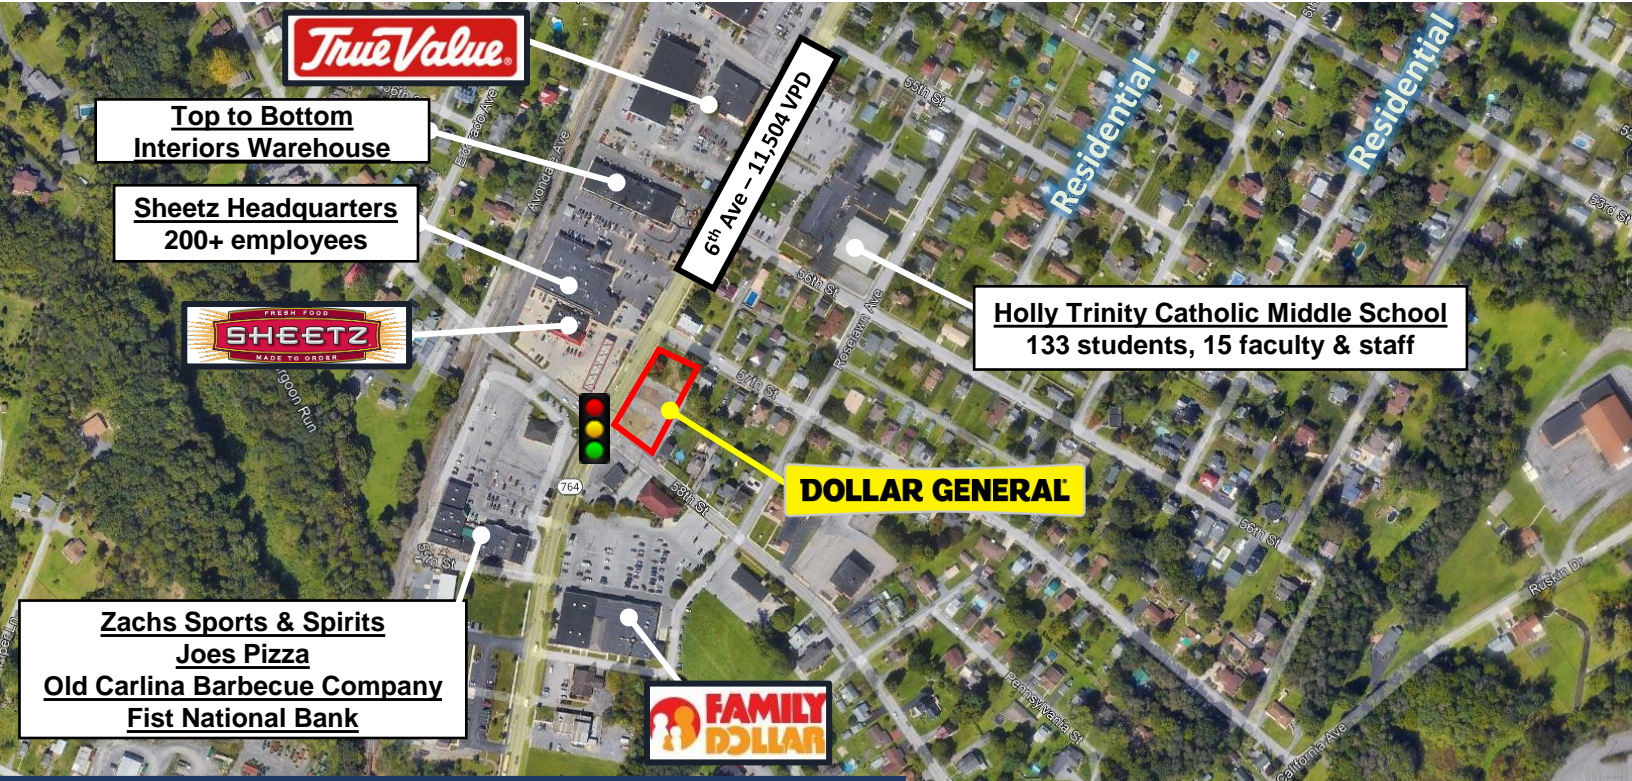 True Value®
Top to Bottom
Interiors Warehouse
Sheetz Headquarters
200+ employees
FRESH FOOD
SHEETZ
MADE TO ORDER
6th Ave – 11,504 VPD
Residential
Residential
Holly Trinity Catholic Middle School
133 students, 15 faculty & staff
DOLLAR GENERAL
Zachs Sports & Spirits
Joes Pizza
Old Carlina Barbecue Company
Fist National Bank
FAMILY
DOLLAR
764
Avondale Ave
55th St
53rd St
56th St
Roselawn Ave
57th St
58th St
56th St
Ruskin Dr
Pennsylvania St
California Ave